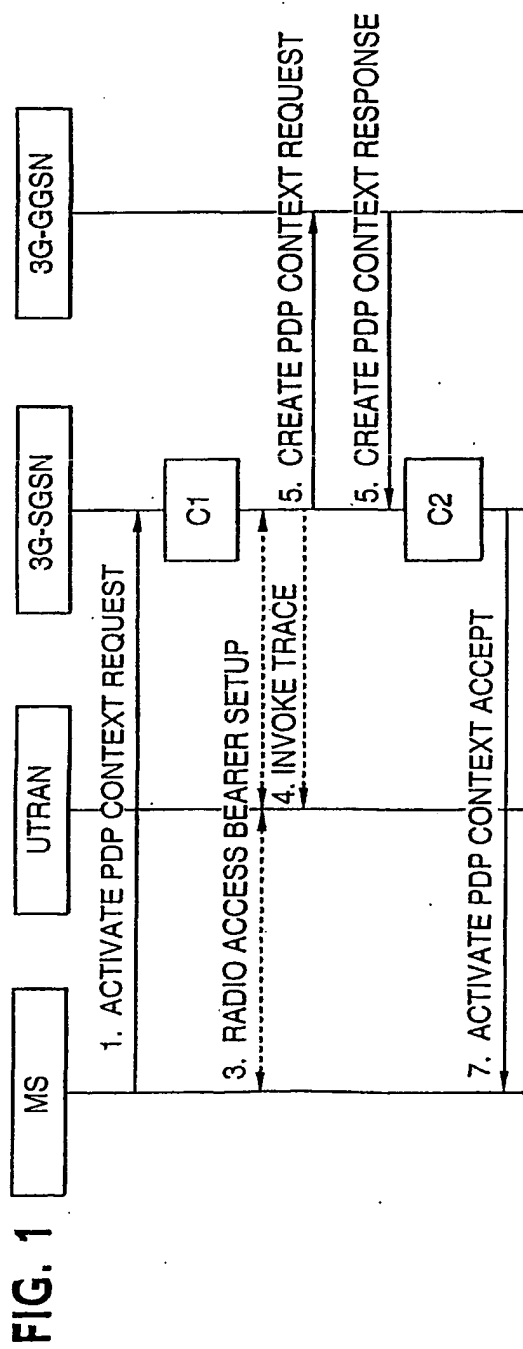 FIG. 1
MS
UTRAN
3G-SGSN
3G-GGSN
1. ACTIVATE PDP CONTEXT REQUEST
C1
3. RADIO ACCESS BEARER SETUP
4. INVOKE TRACE
5. CREATE PDP CONTEXT REQUEST
5. CREATE PDP CONTEXT RESPONSE
C2
7. ACTIVATE PDP CONTEXT ACCEPT